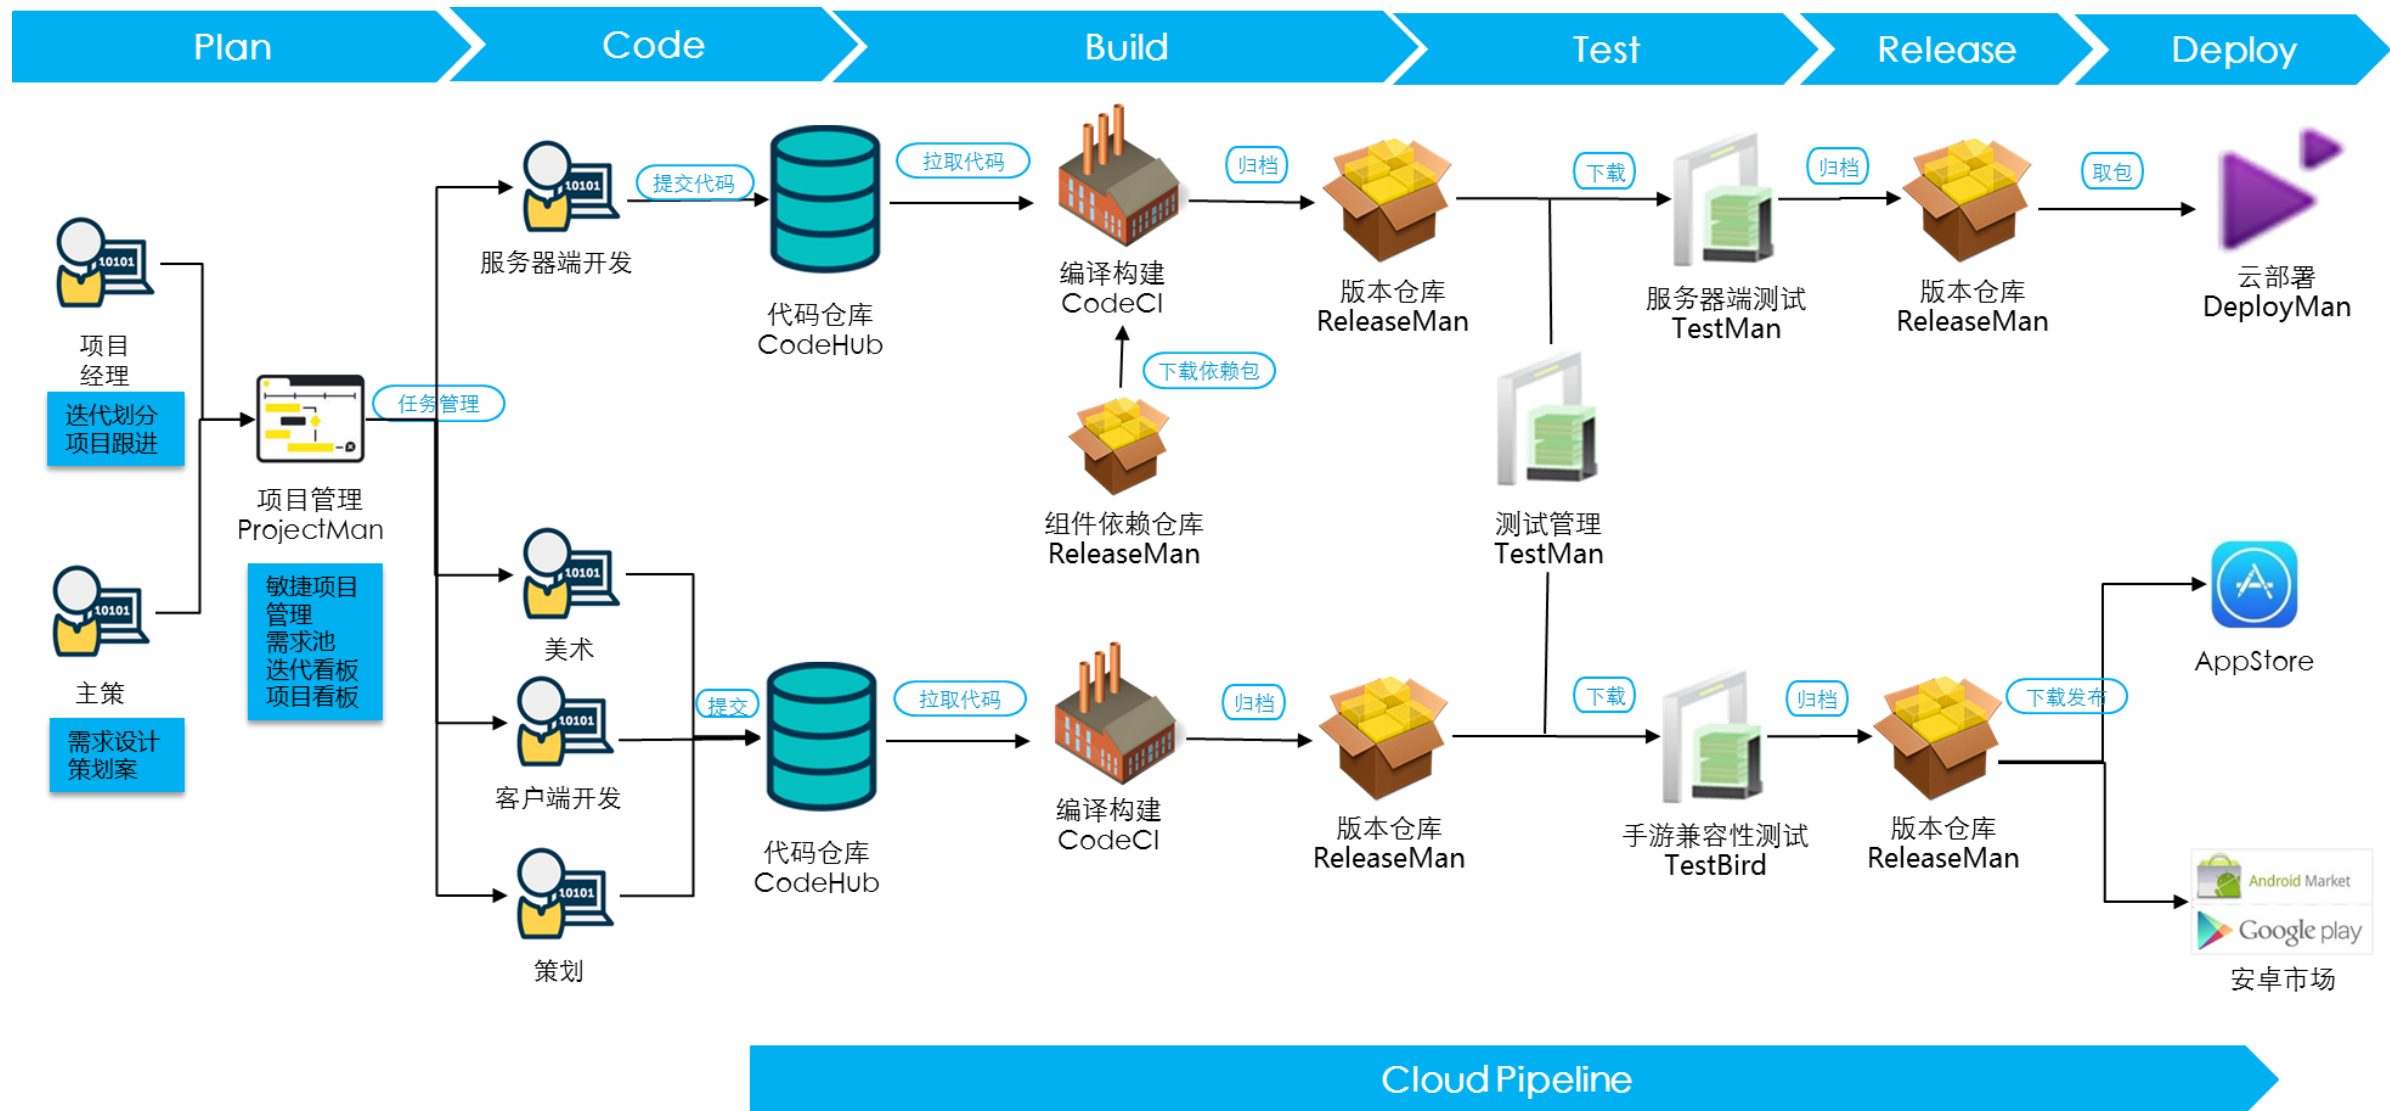 Plan
Code
Build
Test
Release
Deploy
10101
项目
经理
迭代划分
项目跟进
10101
主策
需求设计
策划案
项目管理
ProjectMan
敏捷项目
管理
需求池
迭代看板
项目看板
任务管理
10101
服务器端开发
提交代码
代码仓库
CodeHub
拉取代码
编译构建
CodeCI
下载依赖包
组件依赖仓库
ReleaseMan
归档
版本仓库
ReleaseMan
下载
服务器端测试
TestMan
归档
版本仓库
ReleaseMan
取包
云部署
DeployMan
测试管理
TestMan
10101
美术
10101
客户端开发
10101
策划
提交
代码仓库
CodeHub
拉取代码
编译构建
CodeCI
归档
版本仓库
ReleaseMan
下载
手游兼容性测试
TestBird
归档
版本仓库
ReleaseMan
下载发布
AppStore
Android Market
Google play
安卓市场
Cloud Pipeline